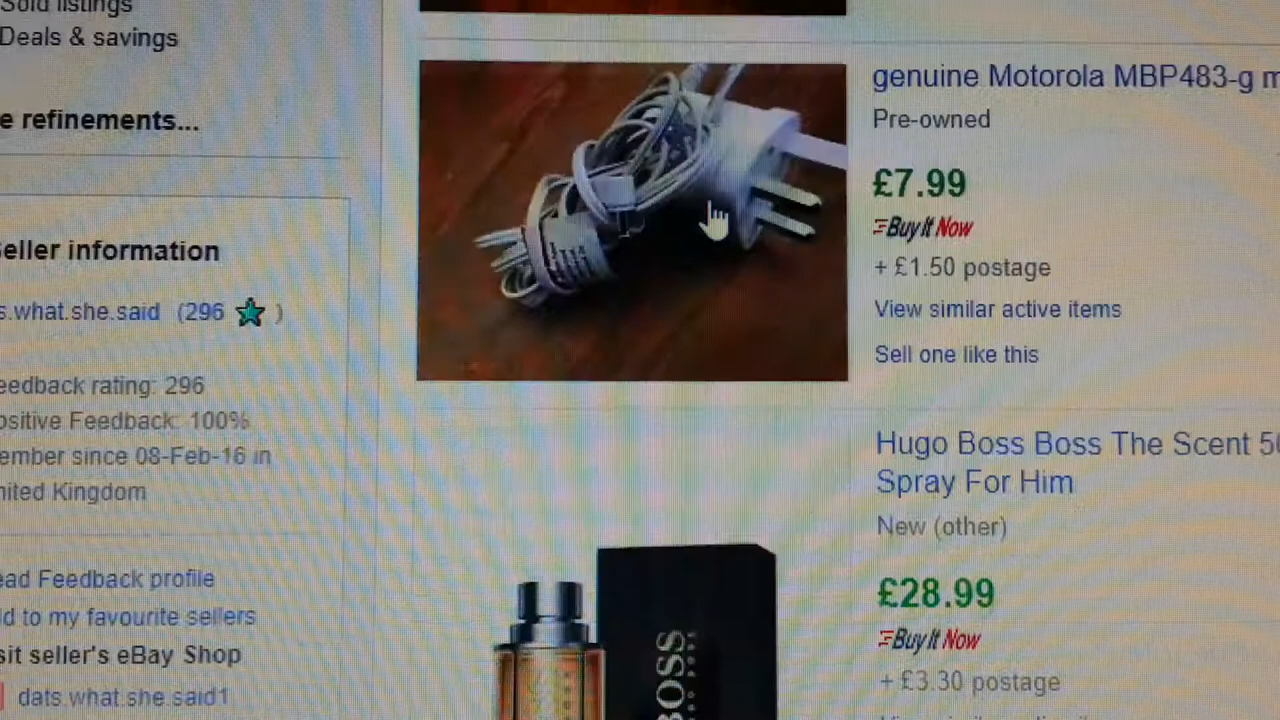 Sold listings
Deals & savings
e refinements...
eller information
s.what.she.said (296 )
eedback rating: 296
ositive Feedback: 100%
ember since 08-Feb-16 in
nited Kingdom
ead Feedback profile
d to my favourite sellers
sit seller's eBay Shop
dats.what.she.said1
genuine Motorola MBP483-g m
Pre-owned
£7.99
Buy It Now
+ £1.50 postage
View similar active items
Sell one like this
Hugo Boss Boss The Scent 50
Spray For Him
New (other)
£28.99
Buy It Now
+ £3.30 postage
BOSS